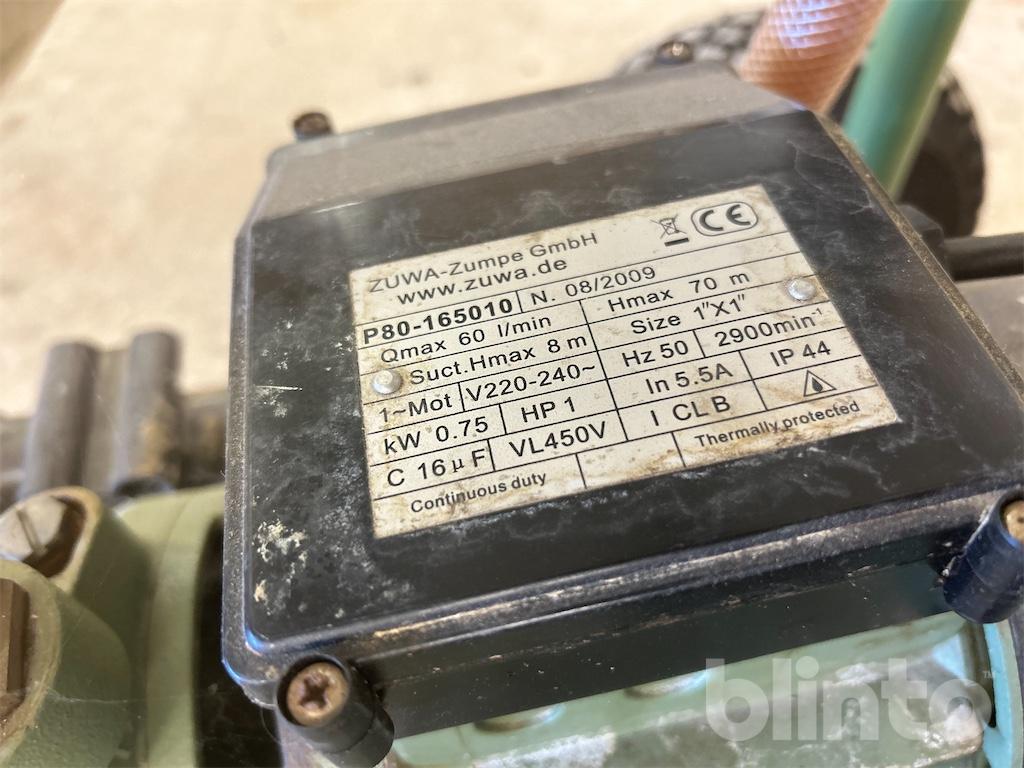 ZUWA-Zumpe GmbH CE
www.zuwa.de
P80-165010 N. 08/2009
Qmax 60 l/min Hmax 70 m
Suct.Hmax 8 m Size 1"X1"
1~Mot V220-240~ Hz 50 2900min⁻¹
kW 0.75 HP 1 In 5.5A IP 44
C 16µF VL450V I CL B
Continuous duty Thermally protected
blinto™